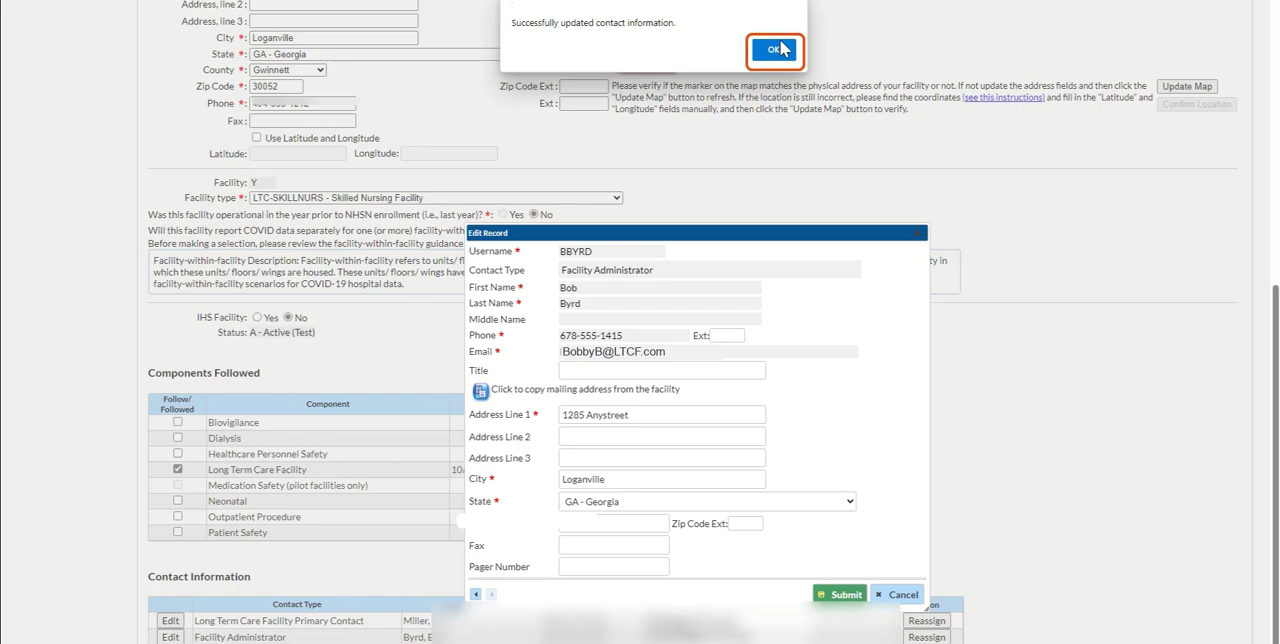 Address, line 2 :
Address, line 3 :
Successfully updated contact information.
City *: Loganville
OK
State *: GA - Georgia
County *: Gwinnett
Zip Code *: 30052 Zip Code Ext :
Please verify if the marker on the map matches the physical address of your facility or not. If not update the address fields and then click the
"Update Map" button to refresh. If the location is still incorrect, please find the coordinates (see this instructions) and fill in the "Latitude" and
"Longitude" fields manually, and then click the "Update Map" button to verify.
Update Map
Confirm Location
Phone *: Ext :
Fax :
Use Latitude and Longitude
Latitude: Longitude:
Facility: Y
Facility type *: LTC-SKILLNURS - Skilled Nursing Facility
Was this facility operational in the year prior to NHSN enrollment (i.e., last year)? *: Yes No
Will this facility report COVID data separately for one (or more) facility-with
Before making a selection, please review the facility-within-facility guidance
Facility-within-facility Description: Facility-within-facility refers to units/ fl
ty in
which these units/ floors/ wings are housed. These units/ floors/ wings have
facility-within-facility scenarios for COVID-19 hospital data.
IHS Facility: Yes No
Status: A - Active (Test)
Components Followed
Follow/
Followed Component
Biovigilance
Dialysis
Healthcare Personnel Safety
Long Term Care Facility 10/
Medication Safety (pilot facilities only)
Neonatal
Outpatient Procedure
Patient Safety
Edit Record
Username * BBYRD
Contact Type Facility Administrator
First Name * Bob
Last Name * Byrd
Middle Name
Phone * 678-555-1415 Ext:
Email * BobbyB@LTCF.com
Title
Click to copy mailing address from the facility
Address Line 1 * 1285 Anystreet
Address Line 2
Address Line 3
City * Loganville
State * GA - Georgia
Zip Code Ext:
Fax
Pager Number
Submit Cancel
Contact Information
Contact Type
Edit Long Term Care Facility Primary Contact Miller, Reassign
Edit Facility Administrator Byrd, B Reassign